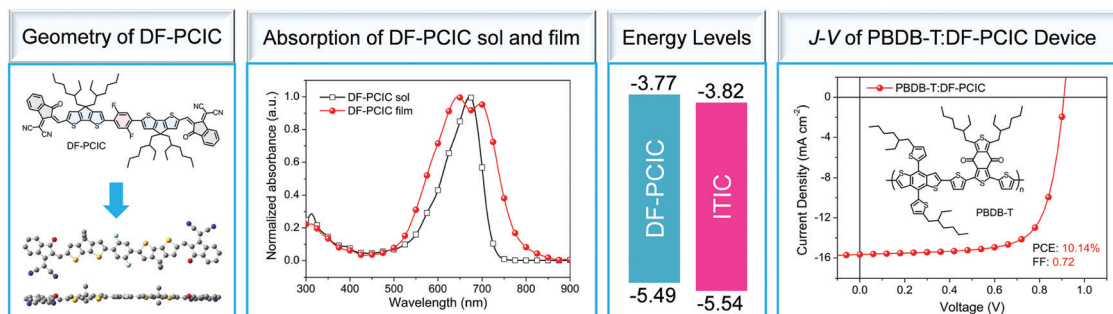 Geometry of DF-PCIC
Absorption of DF-PCIC sol and film
Energy Levels
J-V of PBDB-T:DF-PCIC Device
NC
CN
O
F
S
S
S
S
F
O
CN
NC
DF-PCIC
Normalized absorbance (a.u.)
1.0
0.8
0.6
0.4
0.2
0.0
DF-PCIC sol
DF-PCIC film
300 400 500 600 700 800 900
Wavelength (nm)
-3.77
DF-PCIC
-5.49
-3.82
ITIC
-5.54
Current Density (mA cm-2)
0
-4
-8
-12
-16
PBDB-T:DF-PCIC
O
O
S
S
S
S
S
S
n
PBDB-T
PCE: 10.14%
FF: 0.72
0.0 0.2 0.4 0.6 0.8 1.0
Voltage (V)